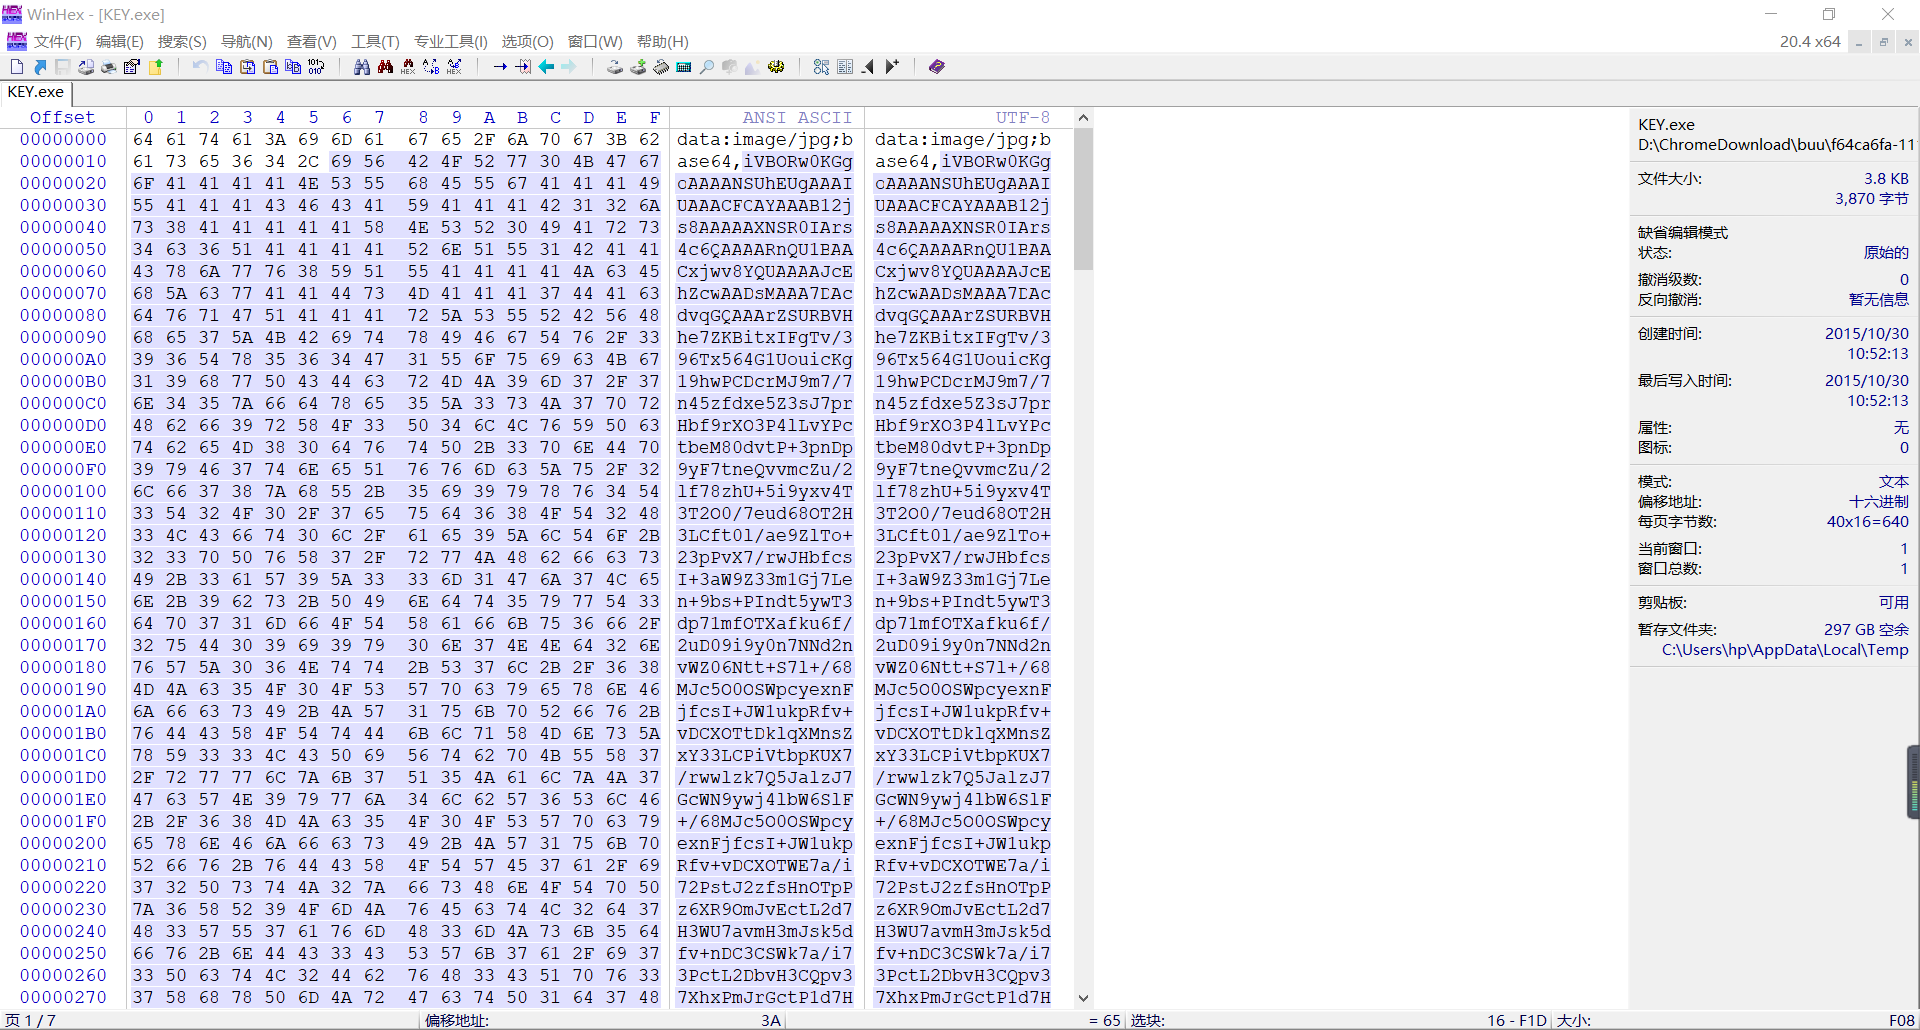 WinHex - [KEY.exe]
文件(F) 编辑(E) 搜索(S) 导航(N) 查看(V) 工具(T) 专业工具(I) 选项(O) 窗口(W) 帮助(H) 20.4 x64
KEY.exe
Offset 0 1 2 3 4 5 6 7 8 9 A B C D E F ANSI ASCII UTF-8
00000000 64 61 74 61 3A 69 6D 61 67 65 2F 6A 70 67 3B 62 data:image/jpg;b data:image/jpg;b
00000010 61 73 65 36 34 2C 69 56 42 4F 52 77 30 4B 47 67 ase64,iVBORw0KGg ase64,iVBORw0KGg
00000020 6F 41 41 41 41 4E 53 55 68 45 55 67 41 41 41 49 oAAAANSUhEUgAAAI oAAAANSUhEUgAAAI
00000030 55 41 41 41 43 46 43 41 59 41 41 41 42 31 32 6A UAAACFCAYAAAB12j UAAACFCAYAAAB12j
00000040 73 38 41 41 41 41 41 58 4E 53 52 30 49 41 72 73 s8AAAAAXNSR0IArs s8AAAAAXNSR0IArs
00000050 34 63 36 51 41 41 41 41 52 6E 51 55 31 42 41 41 4c6QAAAARnQU1BAA 4c6QAAAARnQU1BAA
00000060 43 78 6A 77 76 38 59 51 55 41 41 41 41 4A 63 45 Cxjwv8YQUAAAAJcE Cxjwv8YQUAAAAJcE
00000070 68 5A 63 77 41 41 44 73 4D 41 41 41 37 44 41 63 hZcwAADsMAAA7DAc hZcwAADsMAAA7DAc
00000080 64 76 71 47 51 41 41 41 72 5A 53 55 52 42 56 48 dvqGQAAArZSURBVH dvqGQAAArZSURBVH
00000090 68 65 37 5A 4B 42 69 74 78 49 46 67 54 76 2F 33 he7ZKBitxIFgTv/3 he7ZKBitxIFgTv/3
000000A0 39 36 54 78 35 36 34 47 31 55 6F 75 69 63 4B 67 96Tx564G1UouicKg 96Tx564G1UouicKg
000000B0 31 39 68 77 50 43 44 63 72 4D 4A 39 6D 37 2F 37 19hwPCDcrMJ9m7/7 19hwPCDcrMJ9m7/7
000000C0 6E 34 35 7A 66 64 78 65 35 5A 33 73 4A 37 70 72 n45zfdxe5Z3sJ7pr n45zfdxe5Z3sJ7pr
000000D0 48 62 66 39 72 58 4F 33 50 34 6C 4C 76 59 50 63 Hbf9rXO3P4lLvYPc Hbf9rXO3P4lLvYPc
000000E0 74 62 65 4D 38 30 64 76 74 50 2B 33 70 6E 44 70 tbeM80dvtP+3pnDp tbeM80dvtP+3pnDp
000000F0 39 79 46 37 74 6E 65 51 76 76 6D 63 5A 75 2F 32 9yF7tneQvvmcZu/2 9yF7tneQvvmcZu/2
00000100 6C 66 37 38 7A 68 55 2B 35 69 39 79 78 76 34 54 lf78zhU+5i9yxv4T lf78zhU+5i9yxv4T
00000110 33 54 32 4F 30 2F 37 65 75 64 36 38 4F 54 32 48 3T2O0/7eud68OT2H 3T2O0/7eud68OT2H
00000120 33 4C 43 66 74 30 6C 2F 61 65 39 5A 6C 54 6F 2B 3LCft0l/ae9ZlTo+ 3LCft0l/ae9ZlTo+
00000130 32 33 70 50 76 58 37 2F 72 77 4A 48 62 66 63 73 23pPvX7/rwJHbfcs 23pPvX7/rwJHbfcs
00000140 49 2B 33 61 57 39 5A 33 33 6D 31 47 6A 37 4C 65 I+3aW9Z33m1Gj7Le I+3aW9Z33m1Gj7Le
00000150 6E 2B 39 62 73 2B 50 49 6E 64 74 35 79 77 54 33 n+9bs+PIndt5ywT3 n+9bs+PIndt5ywT3
00000160 64 70 37 31 6D 66 4F 54 58 61 66 6B 75 36 66 2F dp71mfOTXafku6f/ dp71mfOTXafku6f/
00000170 32 75 44 30 39 69 39 79 30 6E 37 4E 4E 64 32 6E 2uD09i9y0n7NNd2n 2uD09i9y0n7NNd2n
00000180 76 57 5A 30 36 4E 74 74 2B 53 37 6C 2B 2F 36 38 vWZ06Ntt+S7l+/68 vWZ06Ntt+S7l+/68
00000190 4D 4A 63 35 4F 30 4F 53 57 70 63 79 65 78 6E 46 MJc5O0OSWpcyexnF MJc5O0OSWpcyexnF
000001A0 6A 66 63 73 49 2B 4A 57 31 75 6B 70 52 66 76 2B jfcsI+JW1ukpRfv+ jfcsI+JW1ukpRfv+
000001B0 76 44 43 58 4F 54 74 44 6B 6C 71 58 4D 6E 73 5A vDCXOTtDklqXMnsZ vDCXOTtDklqXMnsZ
000001C0 78 59 33 33 4C 43 50 69 56 74 62 70 4B 55 58 37 xY33LCPiVtbpKUX7 xY33LCPiVtbpKUX7
000001D0 2F 72 77 77 6C 7A 6B 37 51 35 4A 61 6C 7A 4A 37 /rwwlzk7Q5JalzJ7 /rwwlzk7Q5JalzJ7
000001E0 47 63 57 4E 39 79 77 6A 34 6C 62 57 36 53 6C 46 GcWN9ywj4lbW6SlF GcWN9ywj4lbW6SlF
000001F0 2B 2F 36 38 4D 4A 63 35 4F 30 4F 53 57 70 63 79 +/68MJc5O0OSWpcy +/68MJc5O0OSWpcy
00000200 65 78 6E 46 6A 66 63 73 49 2B 4A 57 31 75 6B 70 exnFjfcsI+JW1ukp exnFjfcsI+JW1ukp
00000210 52 66 76 2B 76 44 43 58 4F 54 57 45 37 61 2F 69 Rfv+vDCXOTWE7a/i Rfv+vDCXOTWE7a/i
00000220 37 32 50 73 74 4A 32 7A 66 73 48 6E 4F 54 70 50 72PstJ2zfsHnOTpP 72PstJ2zfsHnOTpP
00000230 7A 36 58 52 39 4F 6D 4A 76 45 63 74 4C 32 64 37 z6XR9OmJvEctL2d7 z6XR9OmJvEctL2d7
00000240 48 33 57 55 37 61 76 6D 48 33 6D 4A 73 6B 35 64 H3WU7avmH3mJsk5d H3WU7avmH3mJsk5d
00000250 66 76 2B 6E 44 43 33 43 53 57 6B 37 61 2F 69 37 fv+nDC3CSWk7a/i7 fv+nDC3CSWk7a/i7
00000260 33 50 63 74 4C 32 44 62 76 48 33 43 51 70 76 33 3PctL2DbvH3CQpv3 3PctL2DbvH3CQpv3
00000270 37 58 68 78 50 6D 4A 72 47 63 74 50 31 64 37 48 7XhxPmJrGctP1d7H 7XhxPmJrGctP1d7H
KEY.exe
D:\ChromeDownload\buu\f64ca6fa-11
文件大小: 3.8 KB
3,870 字节
缺省编辑模式
状态: 原始的
撤消级数: 0
反向撤消: 暂无信息
创建时间: 2015/10/30
10:52:13
最后写入时间: 2015/10/30
10:52:13
属性: 无
图标: 0
模式: 文本
偏移地址: 十六进制
每页字节数: 40x16=640
当前窗口: 1
窗口总数: 1
剪贴板: 可用
暂存文件夹: 297 GB 空余
C:\Users\hp\AppData\Local\Temp
页 1 / 7 偏移地址: 3A = 65 选块: 16 - F1D 大小: F08